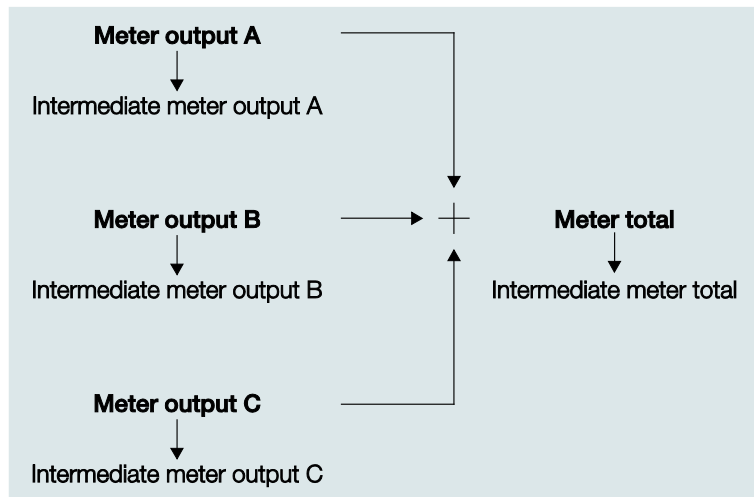 Meter output A
Intermediate meter output A
Meter output B
Intermediate meter output B
Meter total
Intermediate meter total
Meter output C
Intermediate meter output C